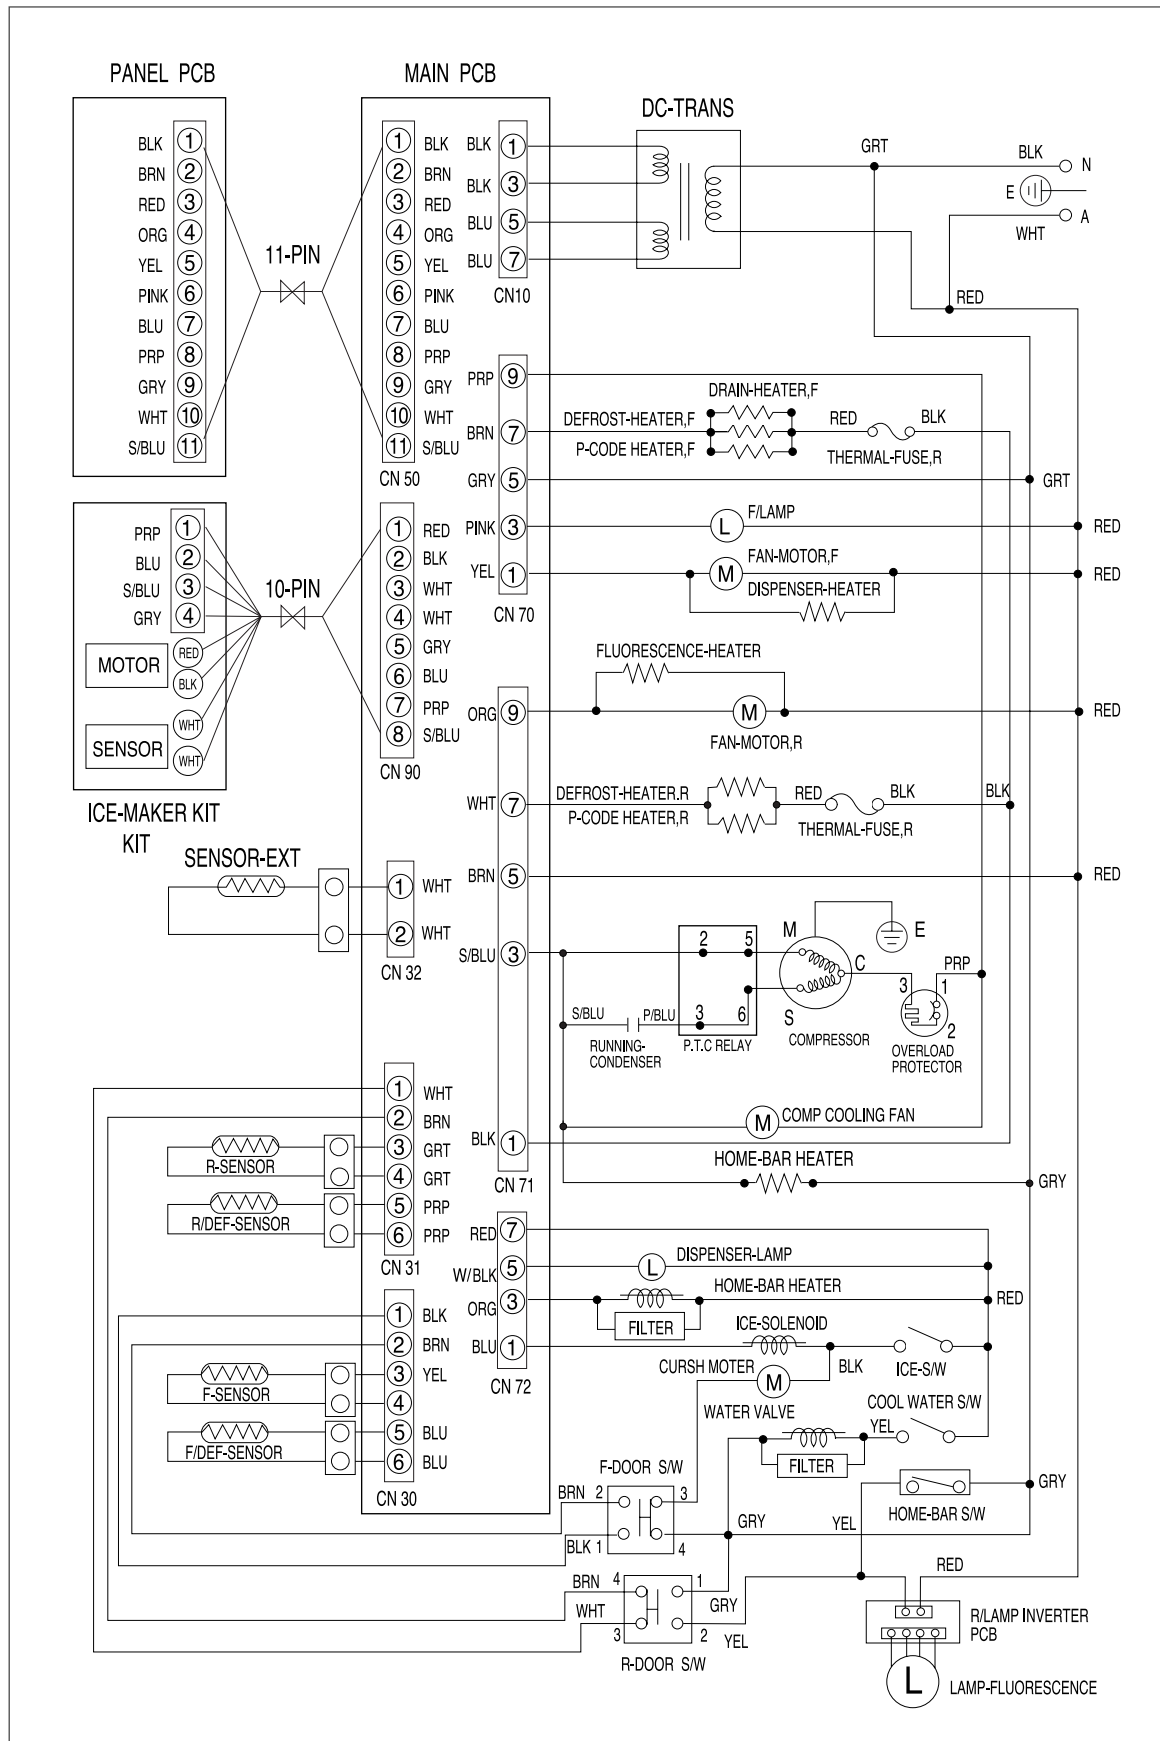 PANEL PCB
MAIN PCB
DC-TRANS
BLK 1
BRN 2
RED 3
ORG 4
YEL 5
PINK 6
BLU 7
PRP 8
GRY 9
WHT 10
S/BLU 11
11-PIN
1 BLK
2 BRN
3 RED
4 ORG
5 YEL
6 PINK
7 BLU
8 PRP
9 GRY
10 WHT
11 S/BLU
CN 50
BLK 1
BLK 3
BLU 5
BLU 7
CN10
GRT
BLK N
E
A
WHT
RED
PRP 9
BRN 7
GRY 5
PINK 3
YEL 1
CN 70
DRAIN-HEATER,F
DEFROST-HEATER,F
P-CODE HEATER,F
RED
BLK
THERMAL-FUSE,R
GRT
L
F/LAMP
RED
M
FAN-MOTOR,F
DISPENSER-HEATER
RED
PRP 1
BLU 2
S/BLU 3
GRY 4
MOTOR
RED
BLK
SENSOR
WHT
WHT
ICE-MAKER KIT
KIT
10-PIN
1 RED
2 BLK
3 WHT
4 WHT
5 GRY
6 BLU
7 PRP
8 S/BLU
CN 90
FLUORESCENCE-HEATER
ORG 9
M
FAN-MOTOR,R
RED
WHT 7
DEFROST-HEATER.R
P-CODE HEATER,R
RED
BLK
BLK
THERMAL-FUSE,R
BRN 5
RED
S/BLU 3
BLK 1
CN 71
SENSOR-EXT
1 WHT
2 WHT
CN 32
2 5
3 6
P.T.C RELAY
S/BLU
P/BLU
RUNNING-
CONDENSER
M
C
S
COMPRESSOR
E
PRP
3 1
2
OVERLOAD
PROTECTOR
M
COMP COOLING FAN
HOME-BAR HEATER
GRY
1 WHT
2 BRN
3 GRT
4 GRT
5 PRP
6 PRP
CN 31
R-SENSOR
R/DEF-SENSOR
RED 7
W/BLK 5
ORG 3
BLU 1
CN 72
L
DISPENSER-LAMP
HOME-BAR HEATER
RED
FILTER
ICE-SOLENOID
CURSH MOTER
M
BLK
ICE-S/W
WATER VALVE
COOL WATER S/W
YEL
FILTER
1 BLK
2 BRN
3 YEL
4
5 BLU
6 BLU
CN 30
F-SENSOR
F/DEF-SENSOR
F-DOOR S/W
BRN 2
3
BLK 1
4
GRY
YEL
HOME-BAR S/W
GRY
BRN 4
1
WHT
3
2
GRY
YEL
R-DOOR S/W
RED
R/LAMP INVERTER
PCB
L
LAMP-FLUORESCENCE